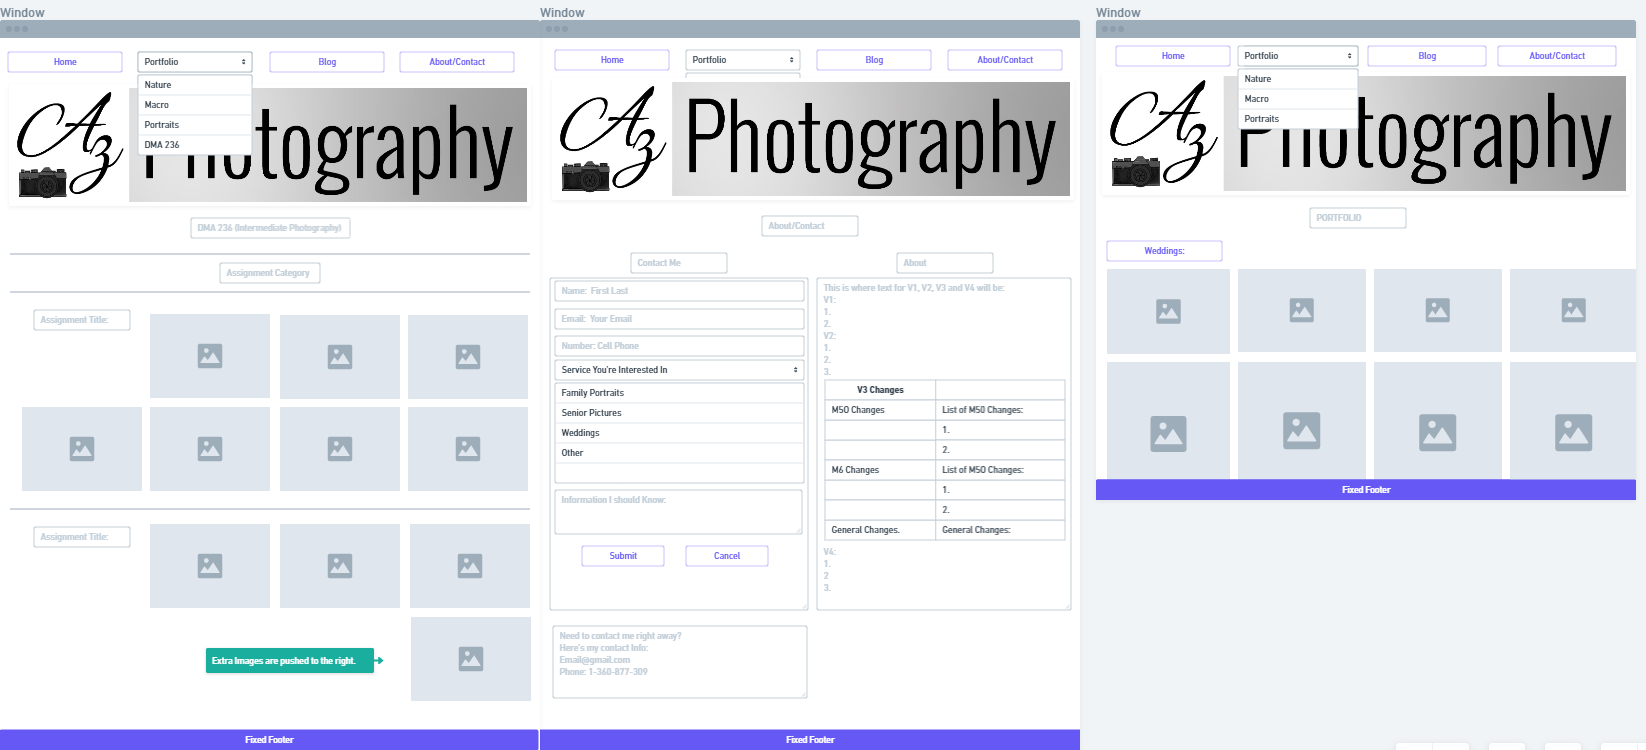 Window
Home
Portfolio
Blog
About/Contact
Nature
Macro
Portraits
DMA 236
Az
Photography
DMA 236 (Intermediate Photography)
Assignment Category
Assignment Title:
Assignment Title:
Extra Images are pushed to the right.
Fixed Footer
Window
Home
Portfolio
Blog
About/Contact
Az
Photography
About/Contact
Contact Me
Name: First Last
Email: Your Email
Number: Cell Phone
Service You're Interested In
Family Portraits
Senior Pictures
Weddings
Other
Information I should Know:
Submit
Cancel
Need to contact me right away?
Here's my contact Info:
Email@gmail.com
Phone: 1-360-877-309
About
This is where text for V1, V2, V3 and V4 will be:
V1:
1.
2.
V2:
1.
2.
3.
V3 Changes
M50 Changes
List of M50 Changes:
1.
2.
M6 Changes
List of M50 Changes:
1.
2.
General Changes.
General Changes:
V4:
1.
2
3.
Fixed Footer
Window
Home
Portfolio
Blog
About/Contact
Nature
Macro
Portraits
Az
Photography
PORTFOLIO
Weddings:
Fixed Footer